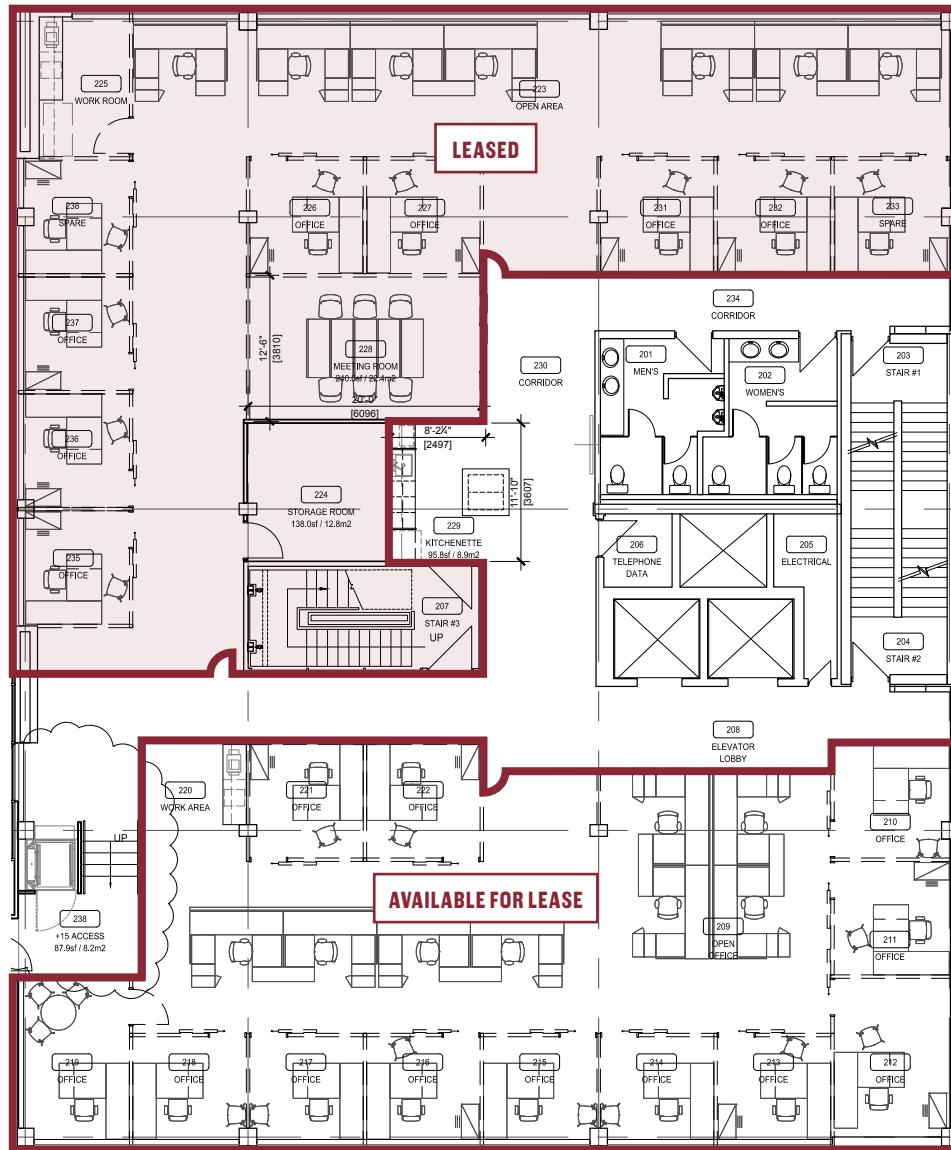 225
WORK ROOM
223
OPEN AREA
LEASED
238
SPARE
226
OFFICE
227
OFFICE
231
OFFICE
232
OFFICE
233
SPARE
237
OFFICE
12'-6"
[3810]
228
MEETING ROOM
240.0sf / 22.4m2
20'-0"
[6096]
234
CORRIDOR
230
CORRIDOR
201
MEN'S
202
WOMEN'S
203
STAIR #1
236
OFFICE
8'-2¼"
[2497]
11'-10"
[3607]
224
STORAGE ROOM
138.0sf / 12.8m2
229
KITCHENETTE
95.8sf / 8.9m2
206
TELEPHONE
DATA
205
ELECTRICAL
235
OFFICE
207
STAIR #3
UP
204
STAIR #2
208
ELEVATOR
LOBBY
220
WORK AREA
221
OFFICE
222
OFFICE
210
OFFICE
UP
AVAILABLE FOR LEASE
238
+15 ACCESS
87.9sf / 8.2m2
209
OPEN
OFFICE
211
OFFICE
219
OFFICE
218
OFFICE
217
OFFICE
216
OFFICE
215
OFFICE
214
OFFICE
213
OFFICE
212
OFFICE